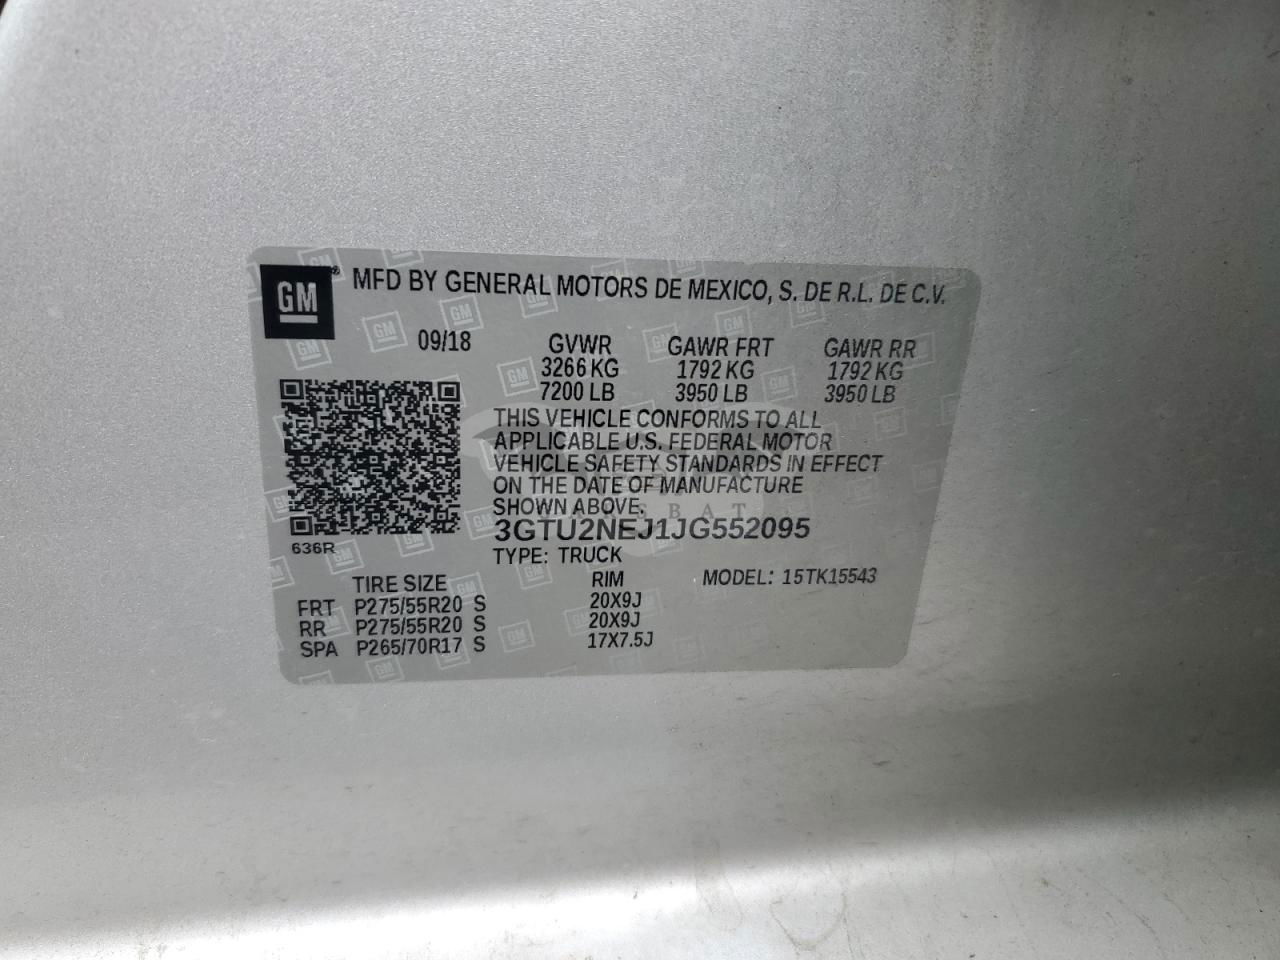 GM® MFD BY GENERAL MOTORS DE MEXICO, S. DE R.L. DE C.V.
09/18 GVWR GAWR FRT GAWR RR
3266 KG 1792 KG 1792 KG
7200 LB 3950 LB 3950 LB
THIS VEHICLE CONFORMS TO ALL
APPLICABLE U.S. FEDERAL MOTOR
VEHICLE SAFETY STANDARDS IN EFFECT
ON THE DATE OF MANUFACTURE
SHOWN ABOVE.
3GTU2NEJ1JG552095
636R
TYPE: TRUCK
TIRE SIZE RIM MODEL: 15TK15543
FRT P275/55R20 S 20X9J
RR P275/55R20 S 20X9J
SPA P265/70R17 S 17X7.5J